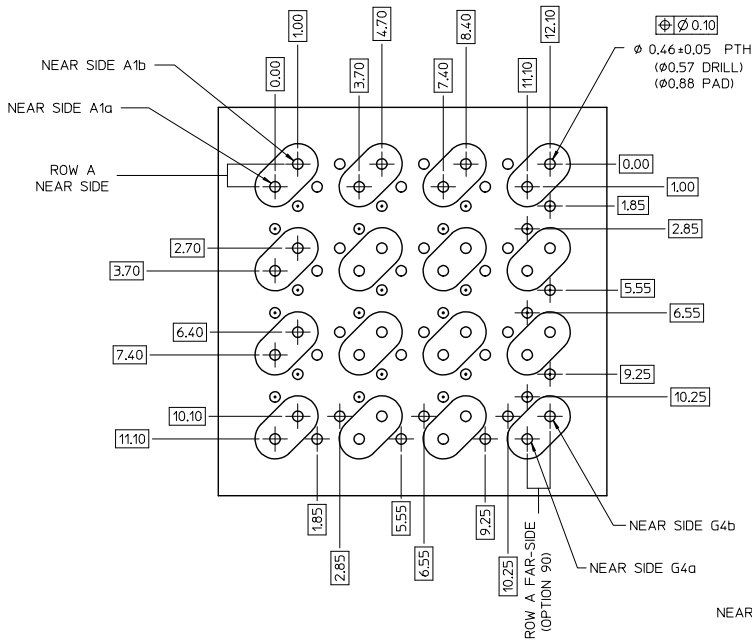 1.00
4.70
8.40
12.10
⌖ Ø 0.10
Ø 0.46±0.05 PTH
(Ø0.57 DRILL)
(Ø0.88 PAD)
0.00
3.70
7.40
11.10
NEAR SIDE A1b
NEAR SIDE A1a
ROW A
NEAR SIDE
0.00
1.00
1.85
2.85
2.70
3.70
5.55
6.55
6.40
7.40
9.25
10.25
10.10
11.10
1.85
2.85
5.55
6.55
9.25
10.25
ROW A FAR-SIDE
(OPTION 90)
NEAR SIDE G4b
NEAR SIDE G4a
NEAR